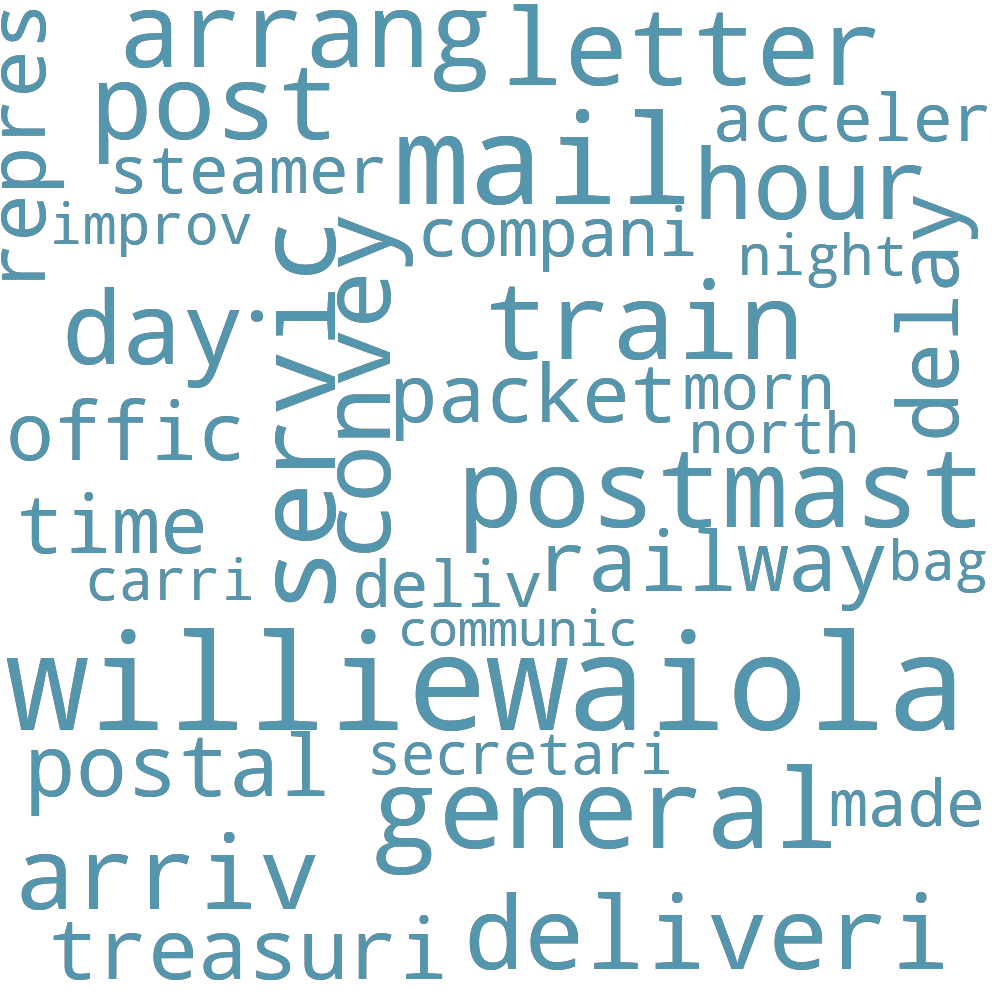 arrang
letter
repres
post
acceler
mail
steamer
hour
improv
compani
night
delay
servic
convey
day
train
packet
morn
offic
north
postmast
time
railway
bag
carri
deliv
communic
williewaiola
postal
secretari
general
made
arriv
treasuri
deliveri